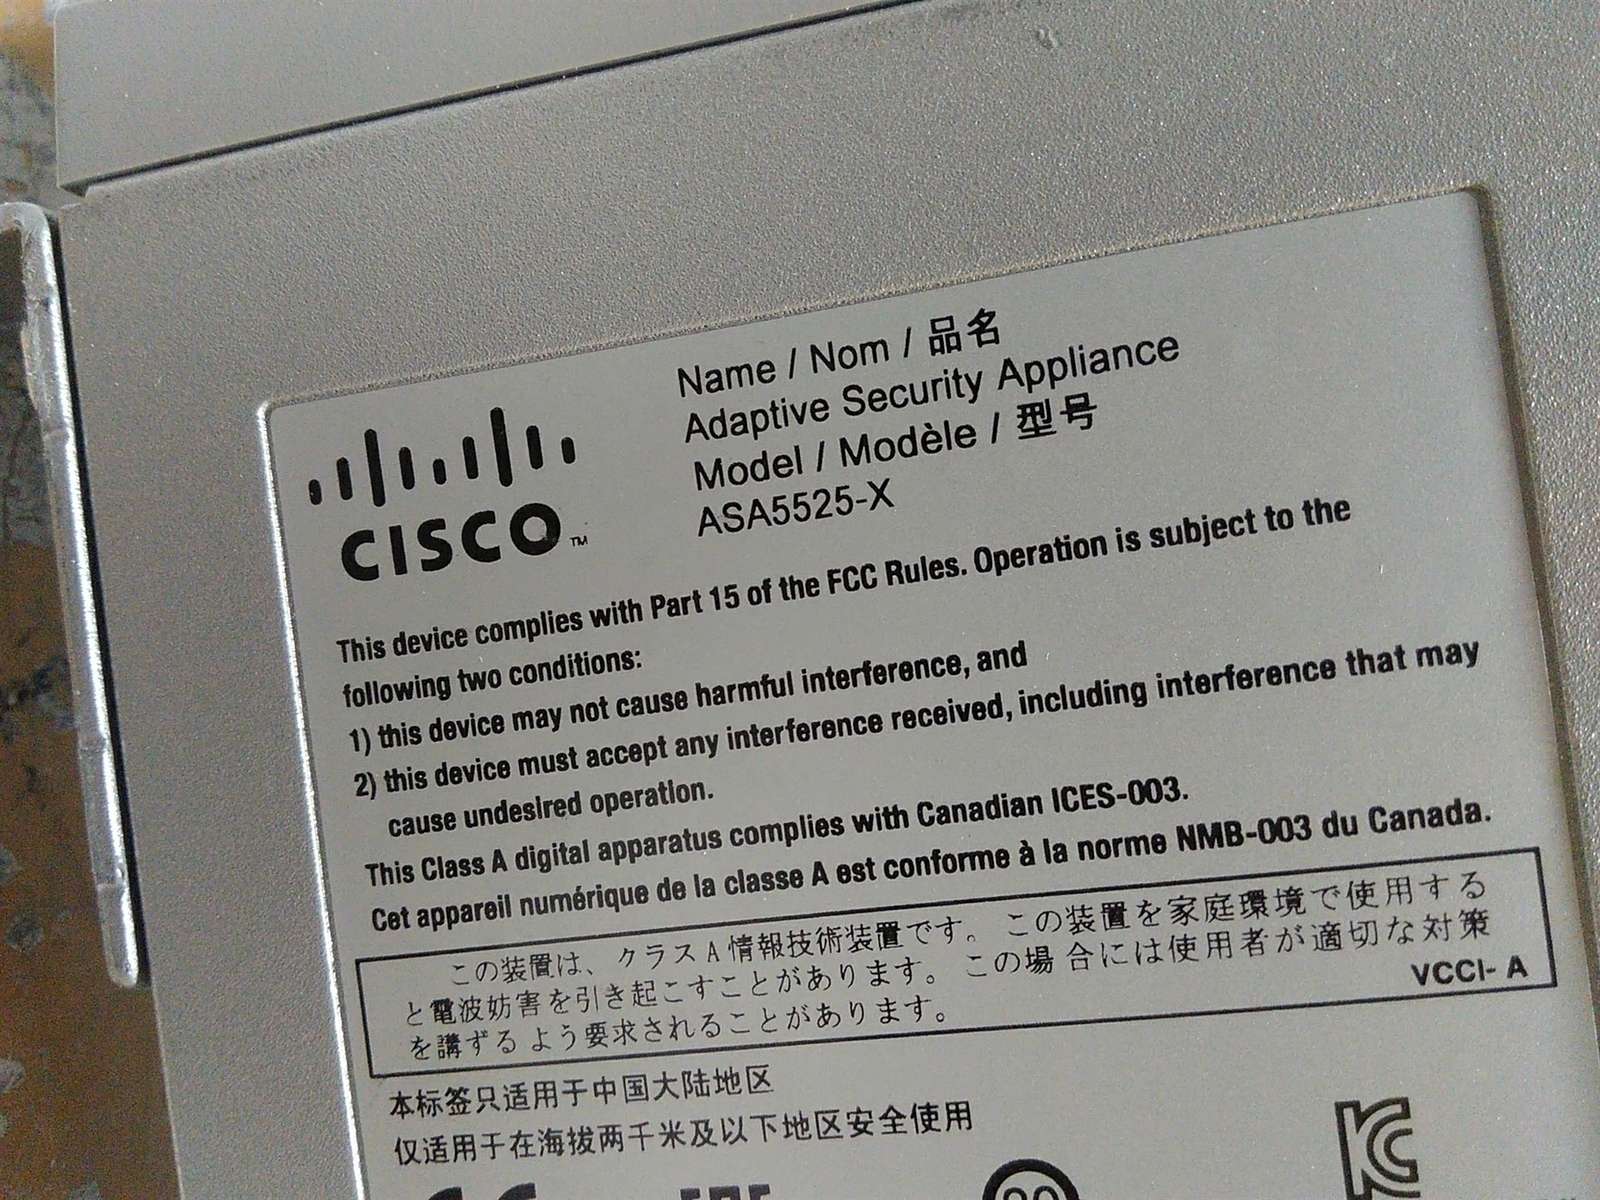 CISCO™
Name / Nom / 品名
Adaptive Security Appliance
Model / Modèle / 型号
ASA5525-X
This device complies with Part 15 of the FCC Rules. Operation is subject to the
following two conditions:
1) this device may not cause harmful interference, and
2) this device must accept any interference received, including interference that may
cause undesired operation.
This Class A digital apparatus complies with Canadian ICES-003.
Cet appareil numérique de la classe A est conforme à la norme NMB-003 du Canada.
この装置は、クラスA情報技術装置です。この装置を家庭環境で使用する
と電波妨害を引き起こすことがあります。この場合には使用者が適切な対策
を講ずるよう要求されることがあります。
VCCI- A
本标签只适用于中国大陆地区
仅适用于在海拔两千米及以下地区安全使用